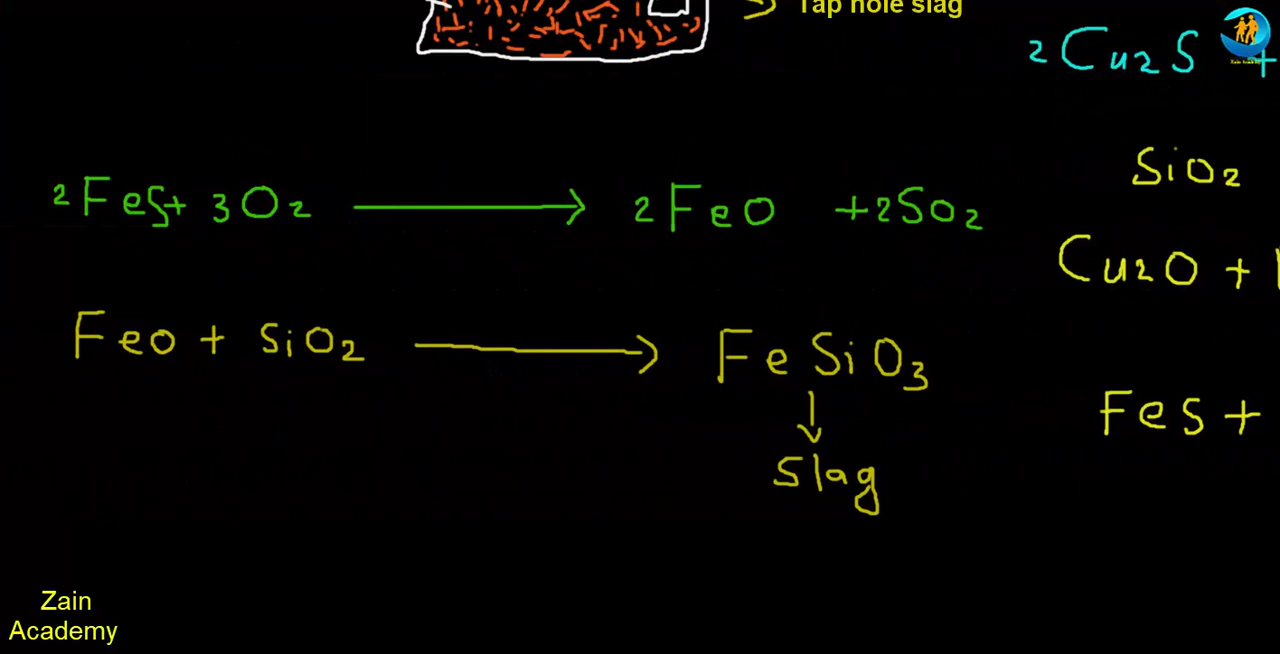 Tap hole slag
2Cu2S +
SiO2
2FeS + 3O2 → 2FeO + 2SO2
Cu2O +
FeO + SiO2 → FeSiO3
↓
Slag
FeS +
Zain
Academy